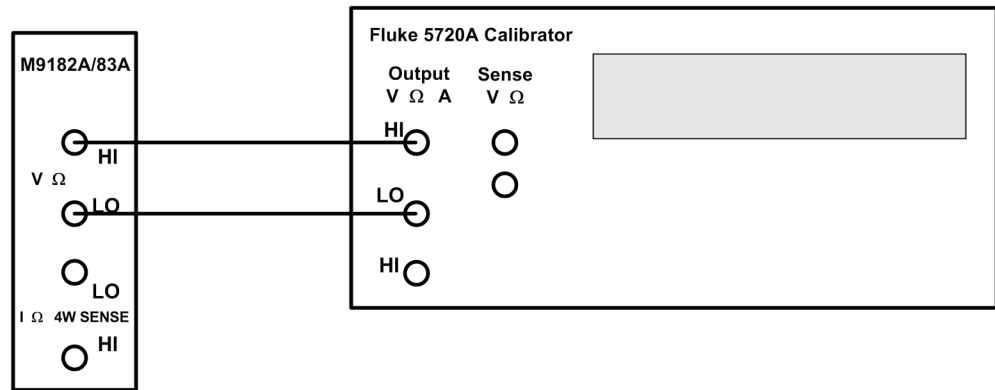 M9182A/83A
HI
V Ω
LO
LO
I Ω 4W SENSE
HI
Fluke 5720A Calibrator
Output
V Ω A
HI
LO
HI
Sense
V Ω